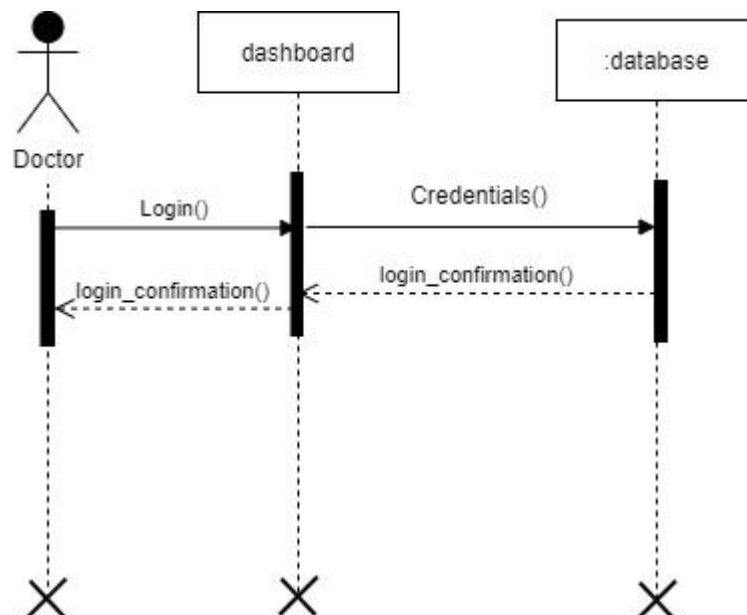 dashboard
:database
Doctor
Login()
Credentials()
login_confirmation()
login_confirmation()